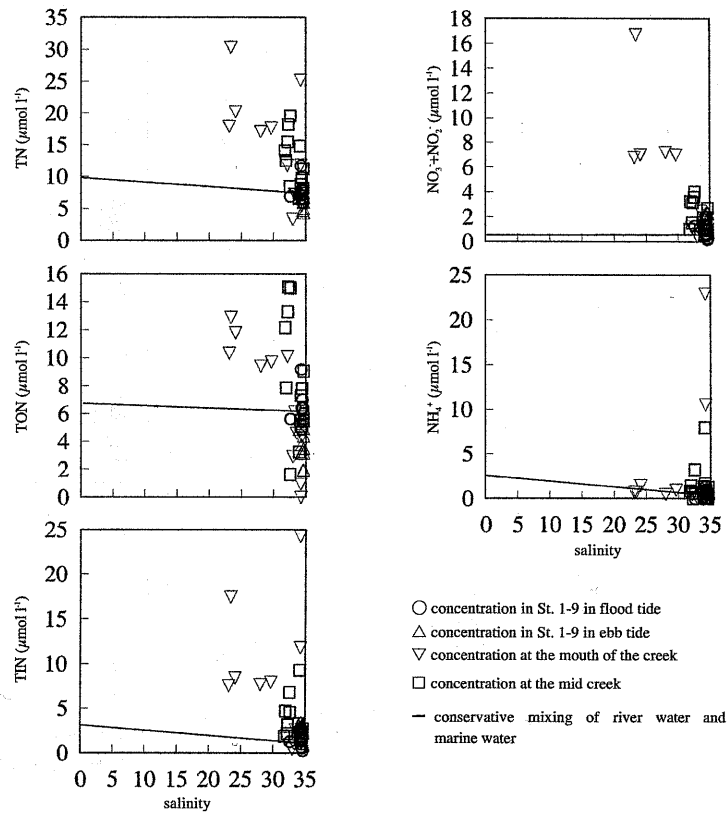 TN (μmol l⁻¹)
35
30
25
20
15
10
5
0
TON (μmol l⁻¹)
16
14
12
10
8
6
4
2
0
TIN (μmol l⁻¹)
25
20
15
10
5
0
0 5 10 15 20 25 30 35
salinity
NO₃⁻+NO₂⁻ (μmol l⁻¹)
18
16
14
12
10
8
6
4
2
0
NH₄⁺ (μmol l⁻¹)
25
20
15
10
5
0
0 5 10 15 20 25 30 35
salinity
concentration in St. 1-9 in flood tide
concentration in St. 1-9 in ebb tide
concentration at the mouth of the creek
concentration at the mid creek
conservative mixing of river water and
marine water